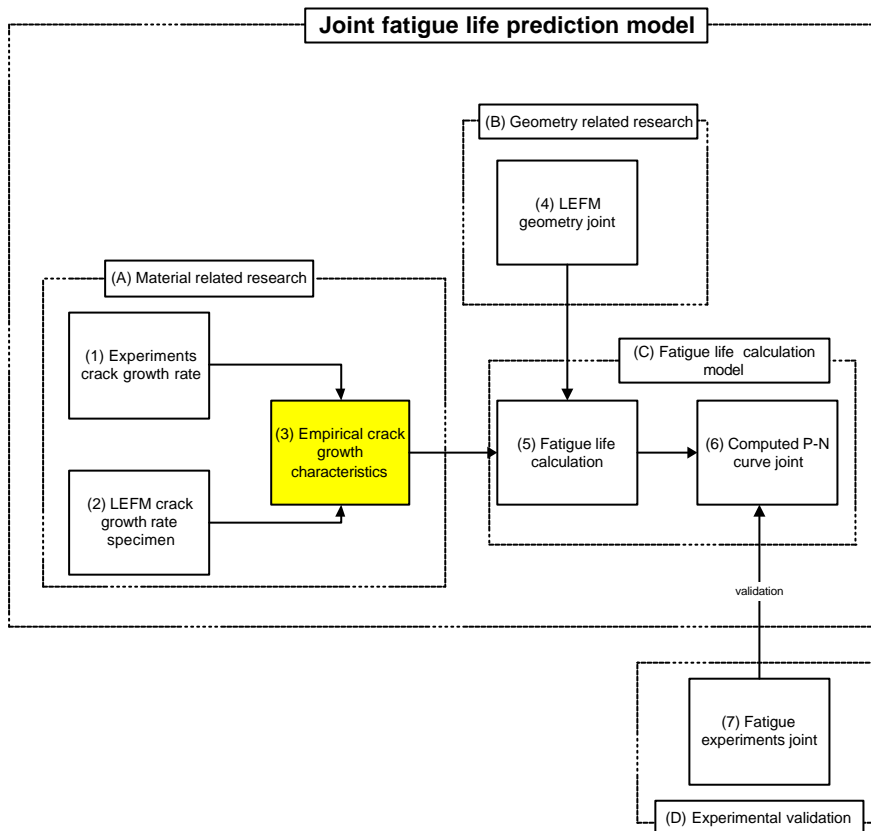 Joint fatigue life prediction model
(B) Geometry related research
(4) LEFM
geometry joint
(A) Material related research
(1) Experiments
crack growth rate
(C) Fatigue life calculation
model
(3) Empirical crack
growth
characteristics
(5) Fatigue life
calculation
(6) Computed P-N
curve joint
(2) LEFM crack
growth rate
specimen
validation
(7) Fatigue
experiments joint
(D) Experimental validation